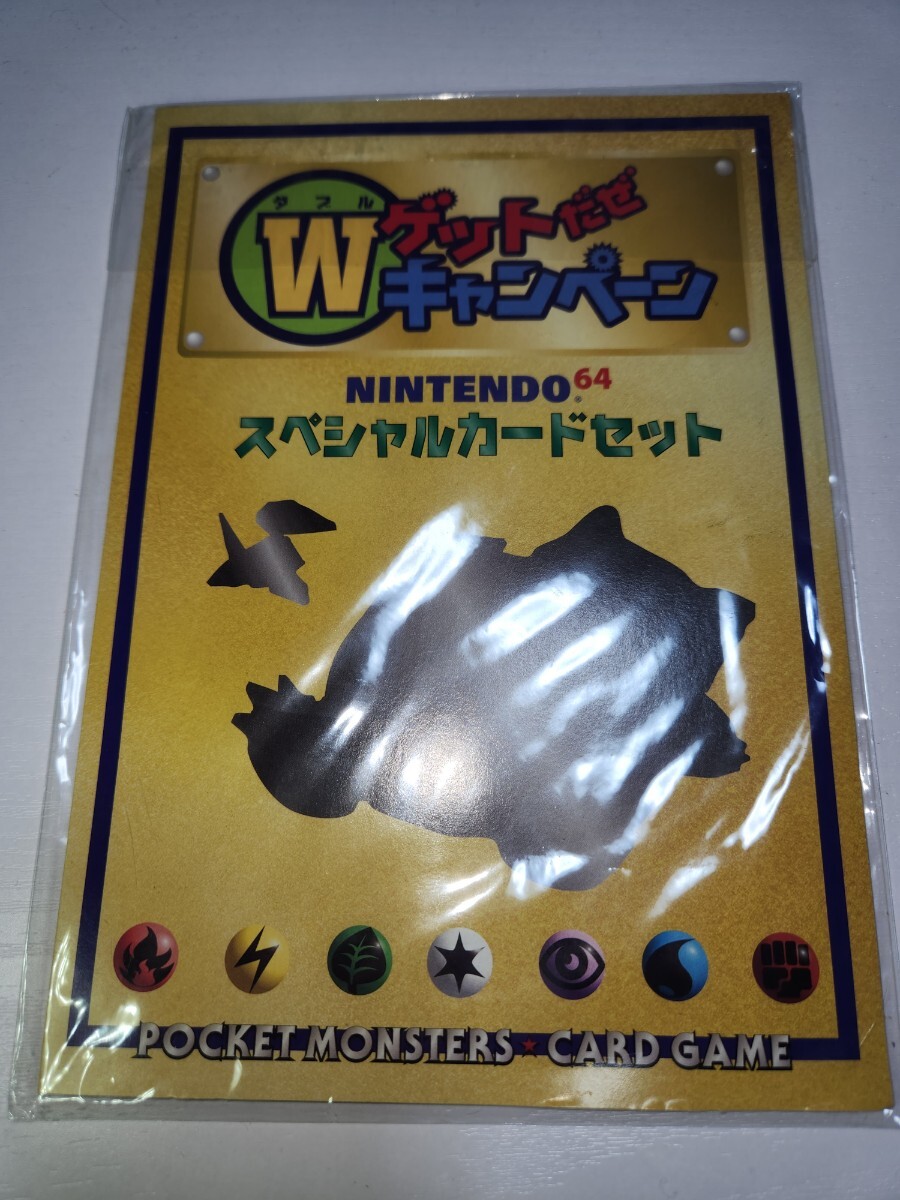 ダブル
Wゲットだぜ
キャンペーン
NINTENDO64®
スペシャルカードセット
POCKET MONSTERS★CARD GAME